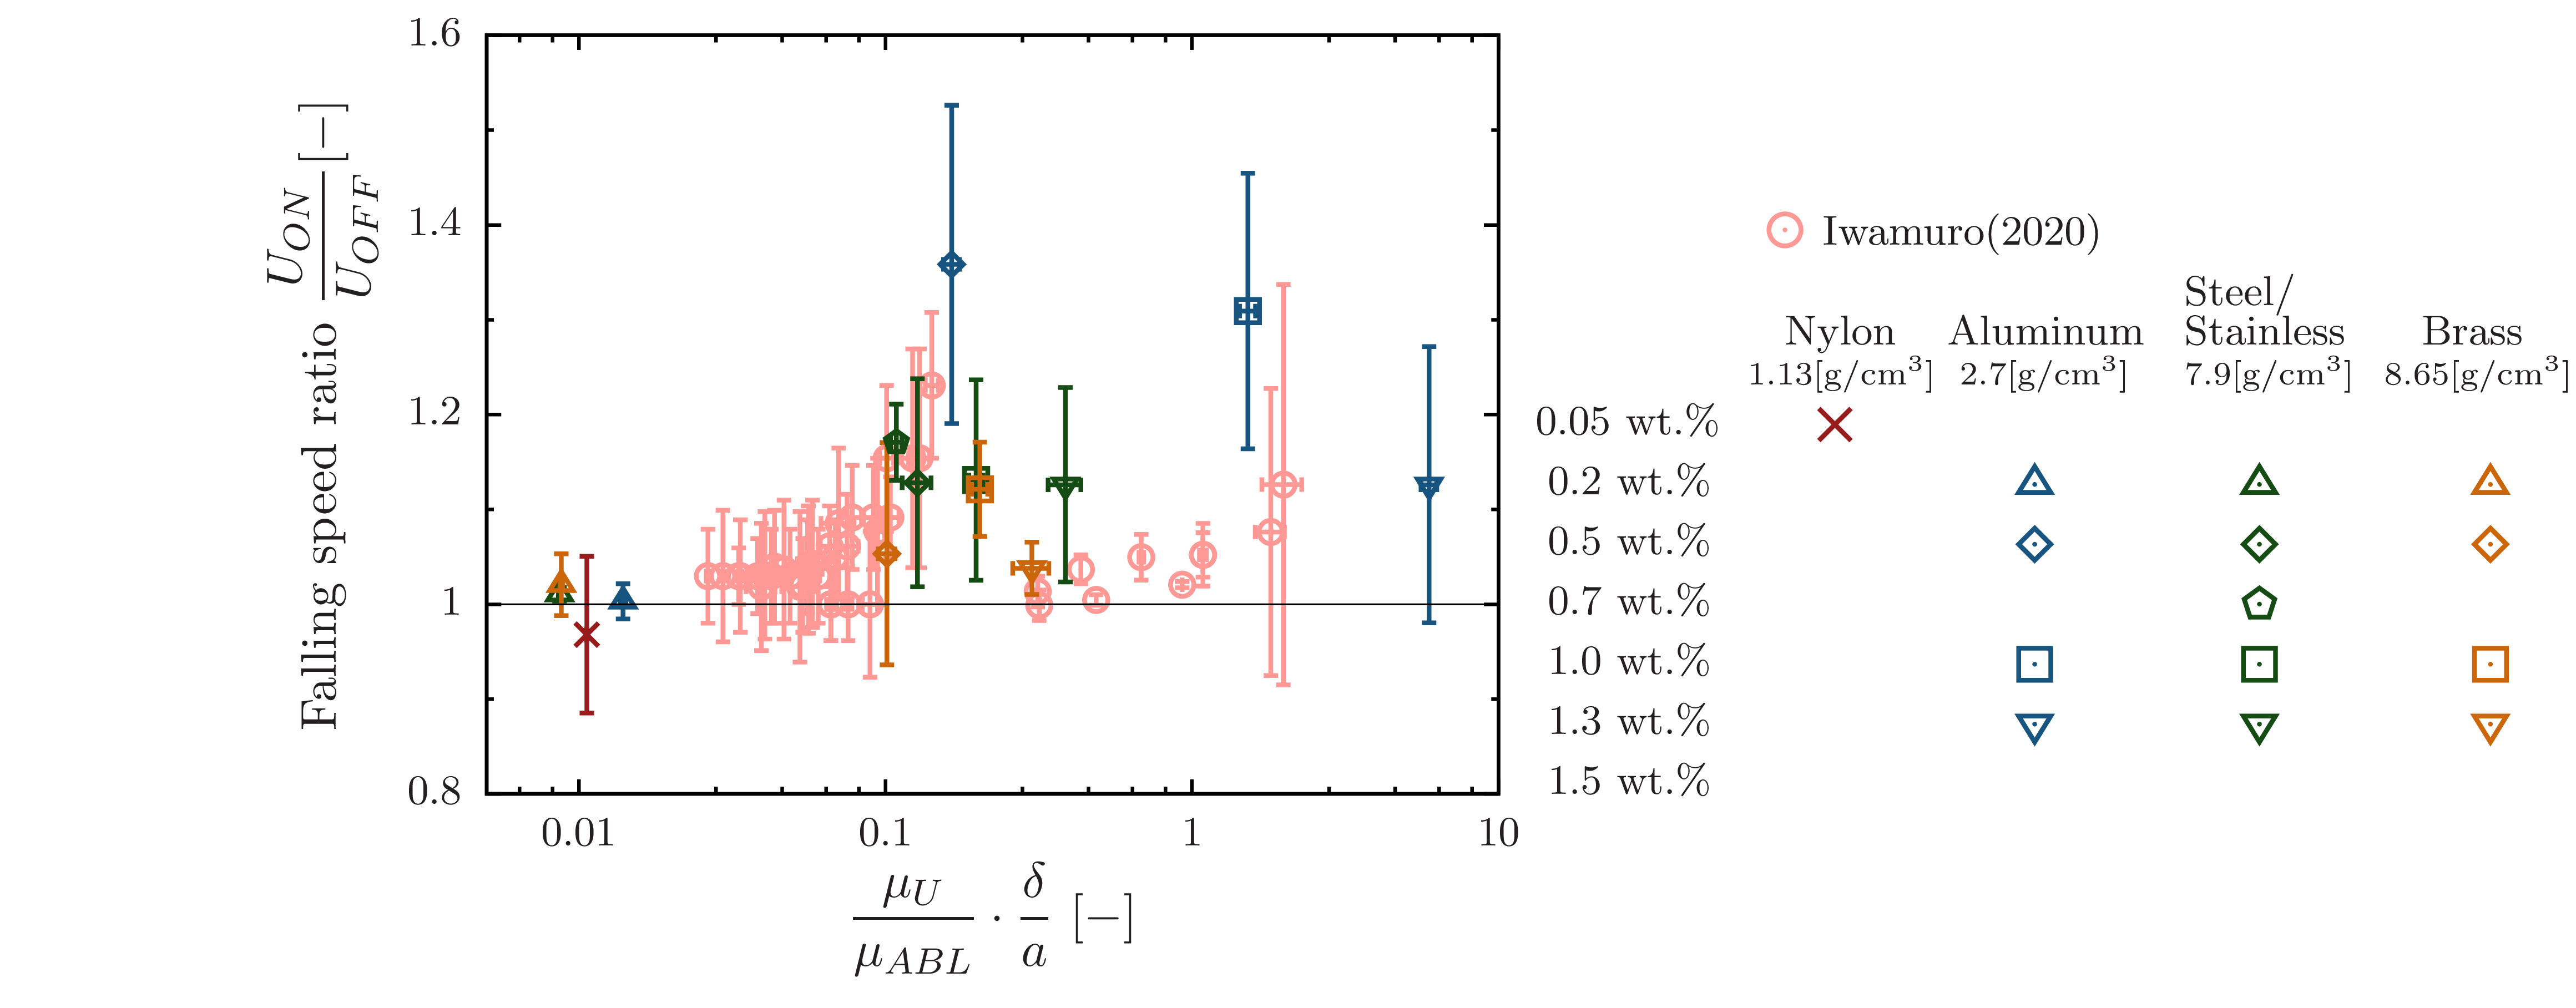 1.6
1.4
1.2
1
0.8
Falling speed ratio U_ON/U_OFF [−]
0.01 0.1 1 10
μ_U/μ_ABL · δ/a [−]
Iwamuro(2020)
Steel/
Nylon Aluminum Stainless Brass
1.13[g/cm³] 2.7[g/cm³] 7.9[g/cm³] 8.65[g/cm³]
0.05 wt.%
0.2 wt.%
0.5 wt.%
0.7 wt.%
1.0 wt.%
1.3 wt.%
1.5 wt.%